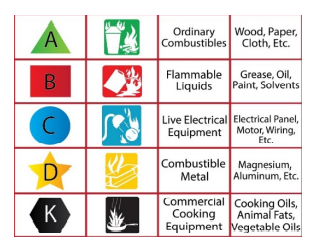 A
Ordinary
Combustibles
Wood, Paper,
Cloth, Etc.
B
Flammable
Liquids
Grease, Oil,
Paint, Solvents
C
Live Electrical
Equipment
Electrical Panel,
Motor, Wiring,
Etc.
D
Combustible
Metal
Magnesium,
Aluminum, Etc.
K
Commercial
Cooking
Equipment
Cooking Oils,
Animal Fats,
Vegetable Oils